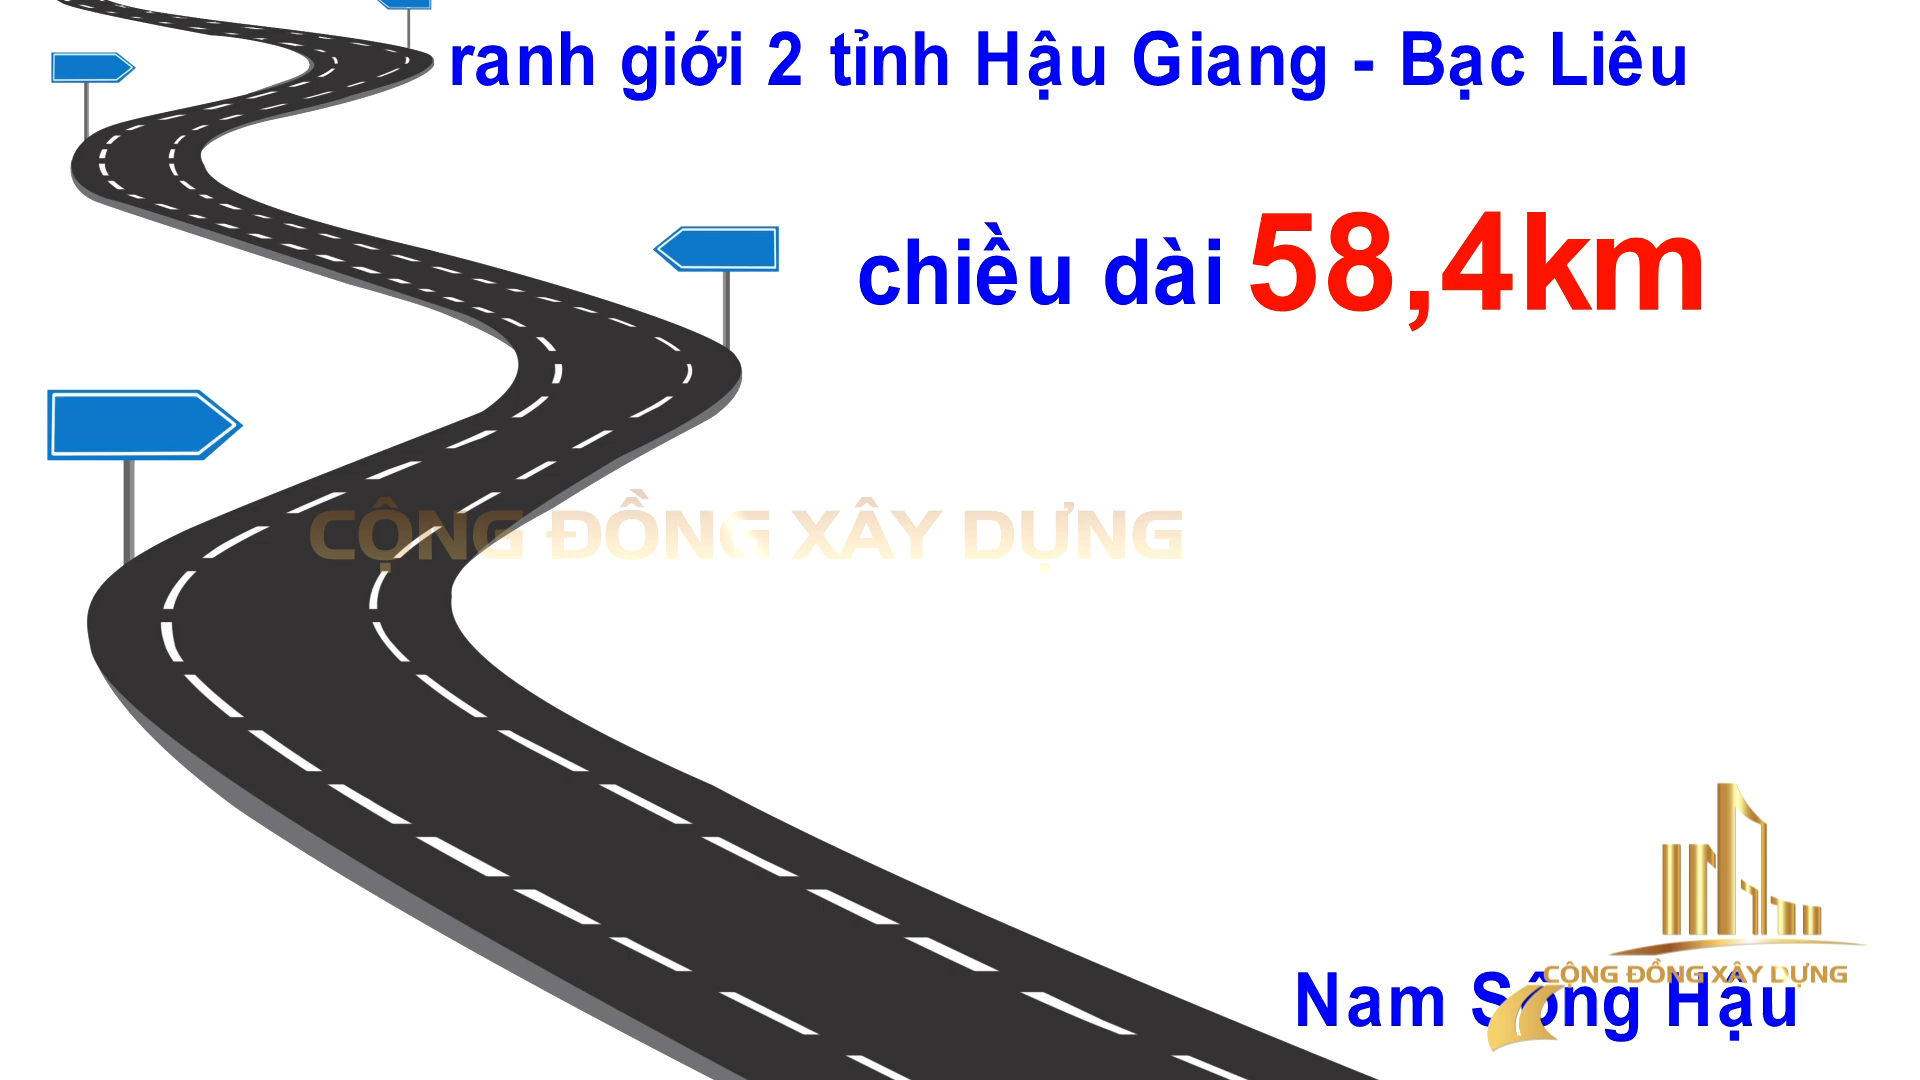 ranh giới 2 tỉnh Hậu Giang - Bạc Liêu
chiều dài 58,4km
CỘNG ĐỒNG XÂY DỰNG
CỘNG ĐỒNG XÂY DỰNG
Nam Sông Hậu